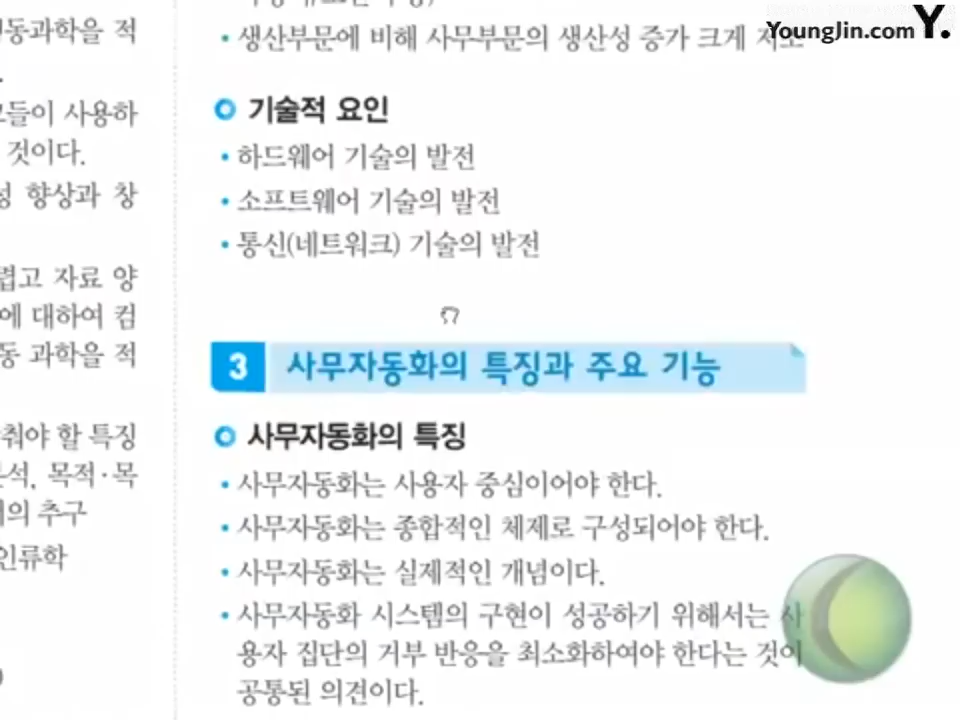 YoungJin.com Y.
동과학을 적
들이 사용하
것이다.
향상과 창
렵고 자료 양
에 대하여 컴
동 과학을 적
춰야 할 특징
석, 목적·목
의 추구
인류학
• 생산부문에 비해 사무부문의 생산성 증가 크게 저조
기술적 요인
• 하드웨어 기술의 발전
• 소프트웨어 기술의 발전
• 통신(네트워크) 기술의 발전
3 사무자동화의 특징과 주요 기능
사무자동화의 특징
• 사무자동화는 사용자 중심이어야 한다.
• 사무자동화는 종합적인 체제로 구성되어야 한다.
• 사무자동화는 실제적인 개념이다.
• 사무자동화 시스템의 구현이 성공하기 위해서는 사
용자 집단의 거부 반응을 최소화하여야 한다는 것이
공통된 의견이다.